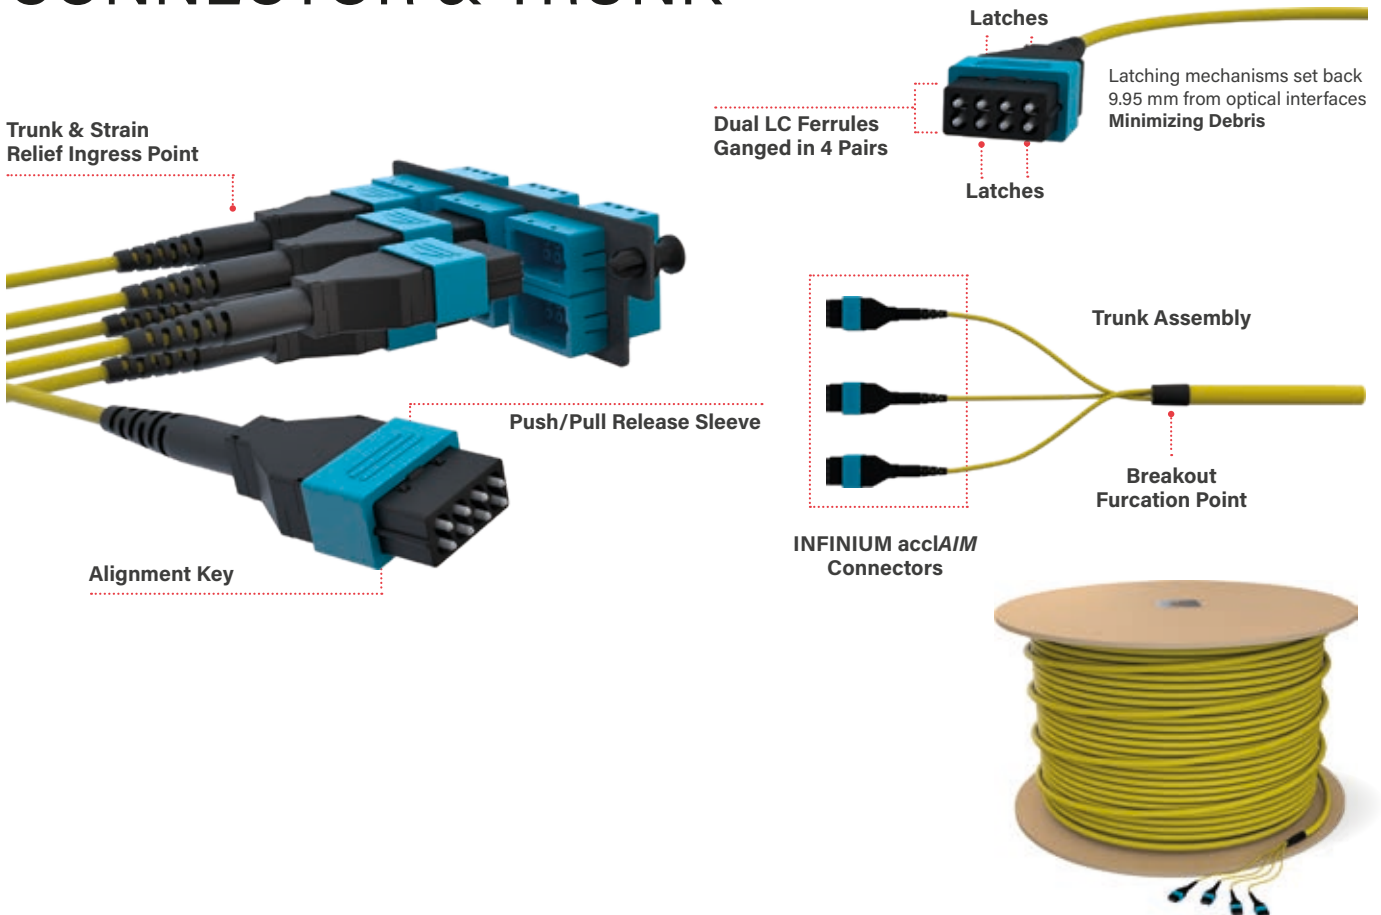 CONNECTOR & TRUNK
Latches
Latching mechanisms set back
9.95 mm from optical interfaces
Minimizing Debris
Dual LC Ferrules
Ganged in 4 Pairs
Latches
Trunk & Strain
Relief Ingress Point
Push/Pull Release Sleeve
Alignment Key
Trunk Assembly
Breakout
Furcation Point
INFINIUM acclAIM
Connectors